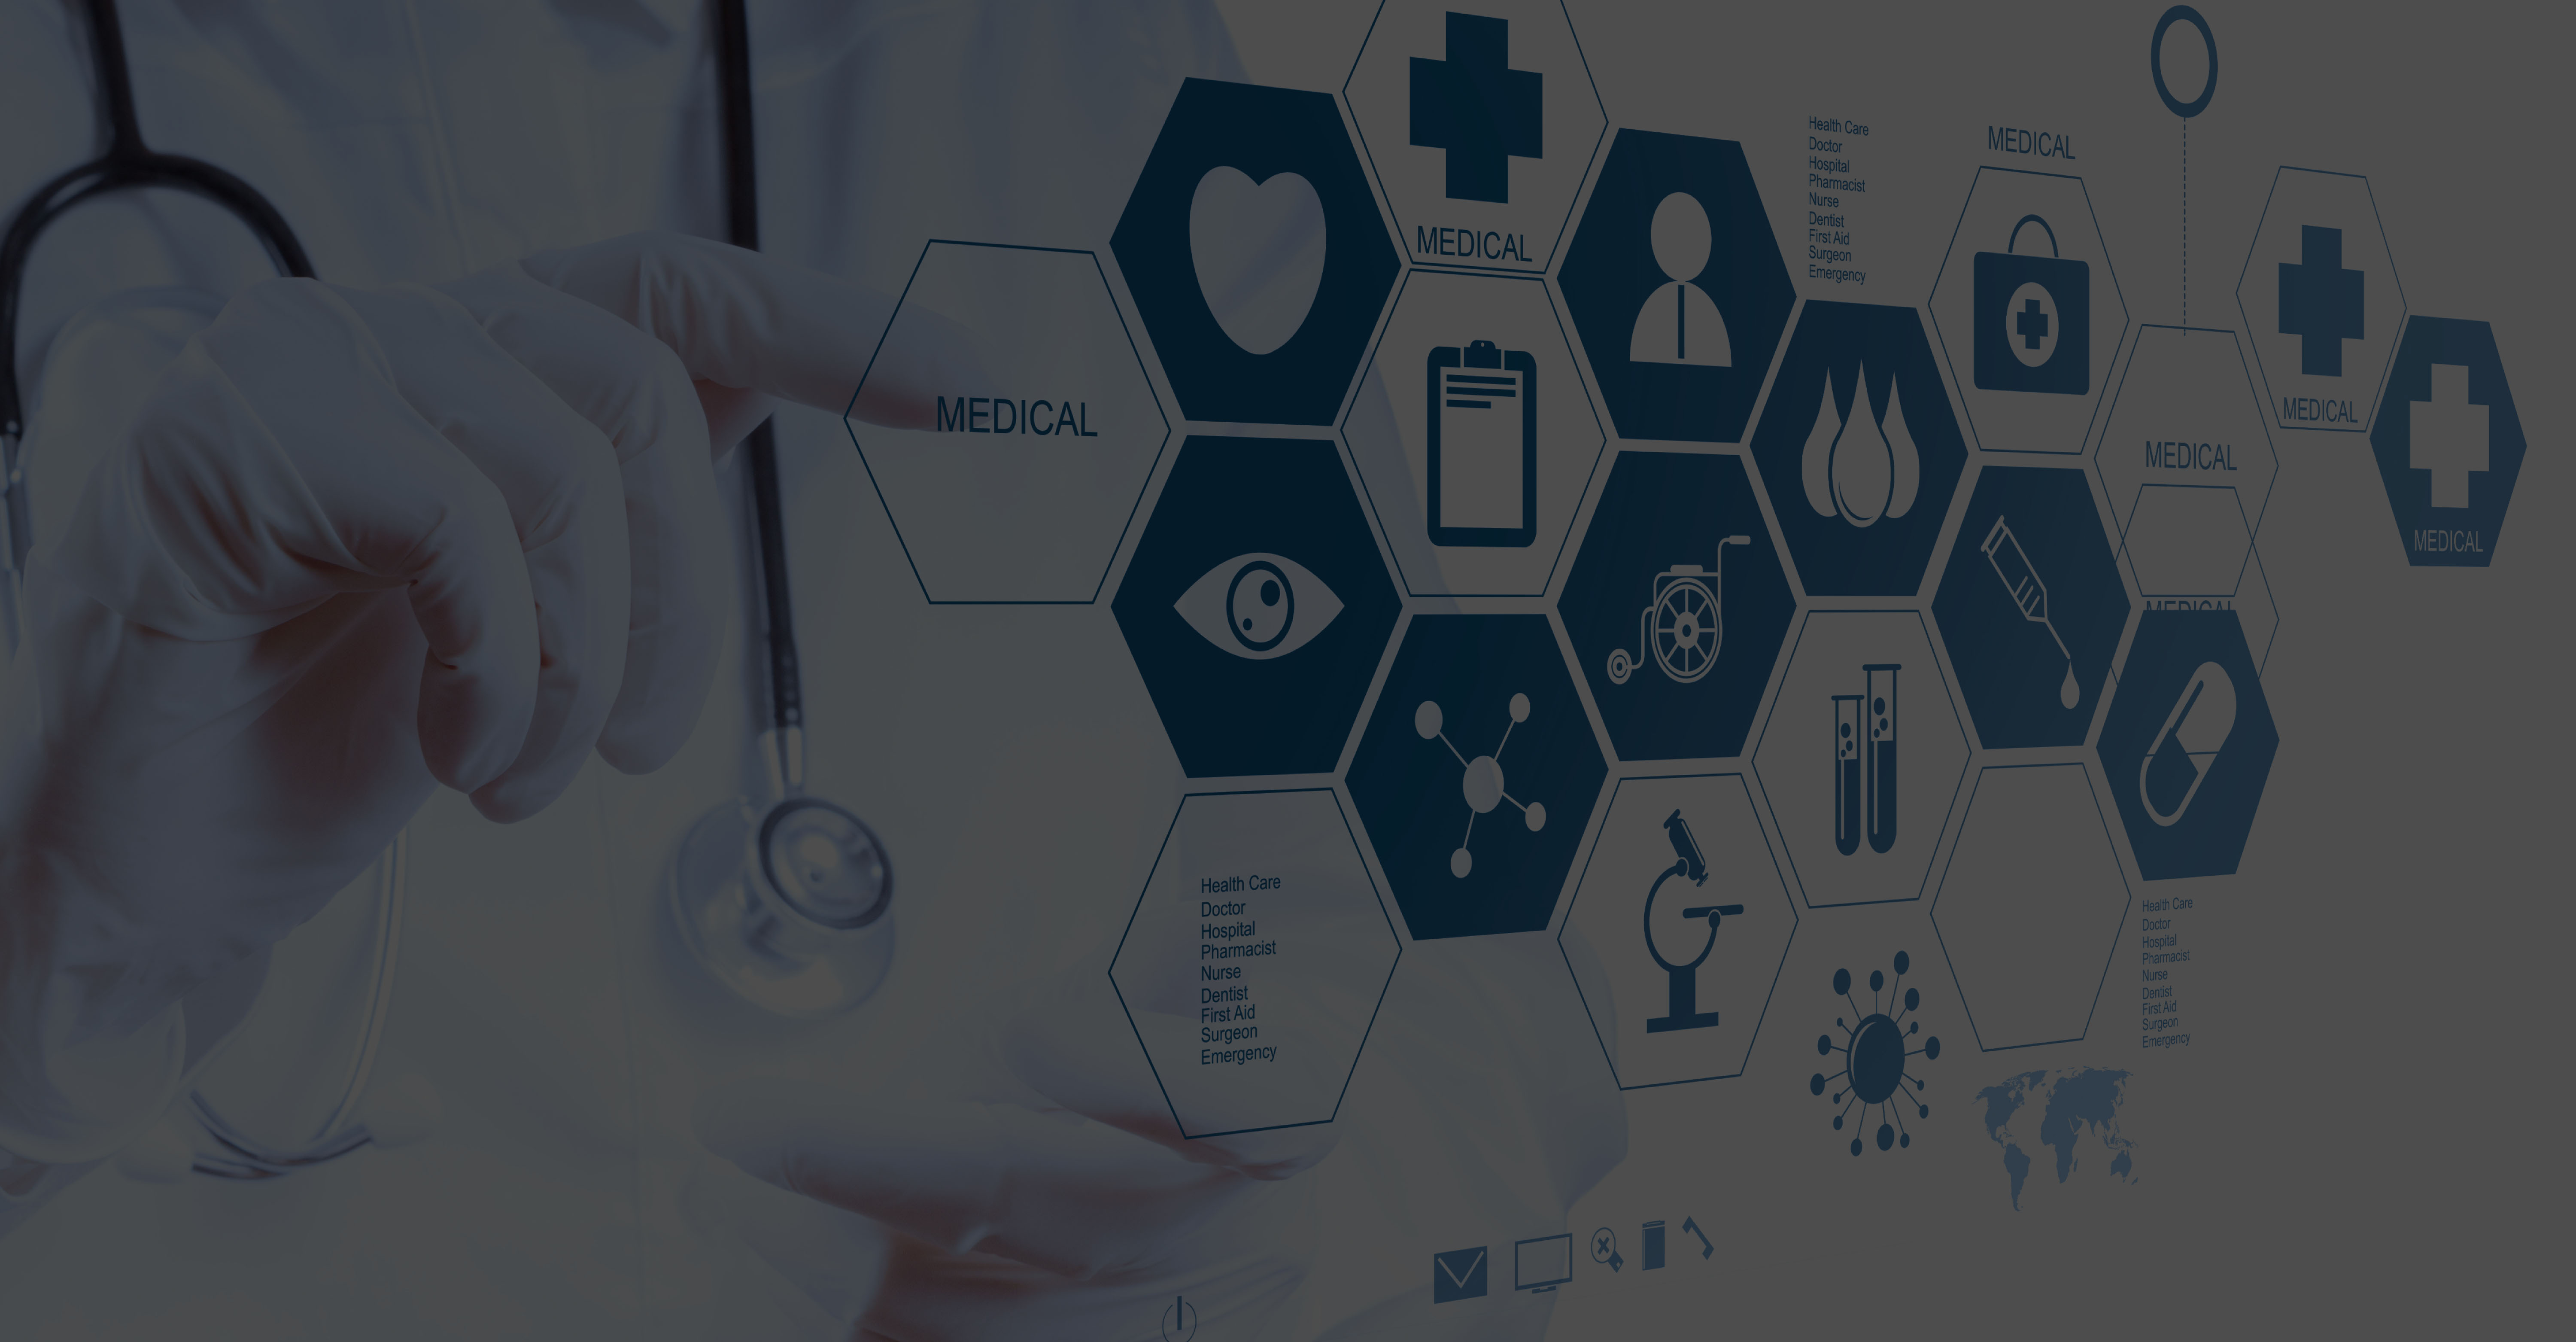 MEDICAL
MEDICAL
Health Care
Doctor
Hospital
Pharmacist
Nurse
Dentist
First Aid
Surgeon
Emergency
MEDICAL
MEDICAL
MEDICAL
MEDICAL
MEDICAL
Health Care
Doctor
Hospital
Pharmacist
Nurse
Dentist
First Aid
Surgeon
Emergency
Health Care
Doctor
Hospital
Pharmacist
Nurse
Dentist
First Aid
Surgeon
Emergency